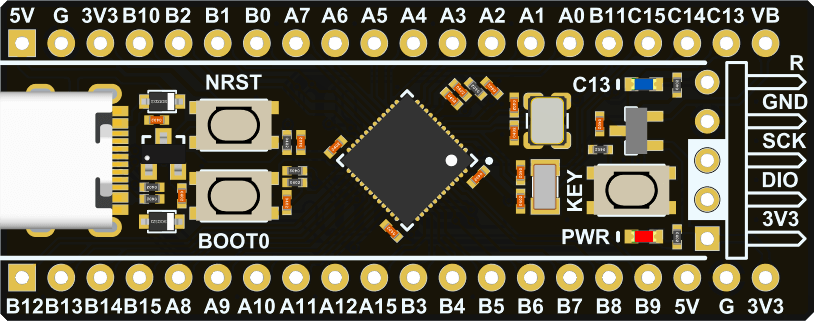 5V G 3V3 B10 B2 B1 B0 A7 A6 A5 A4 A3 A2 A1 A0 B11 C15 C14 C13 VB
R
NRST
C13
GND
SCK
DIO
KEY
3V3
BOOT0
PWR
B12 B13 B14 B15 A8 A9 A10 A11 A12 A15 B3 B4 B5 B6 B7 B8 B9 5V G 3V3